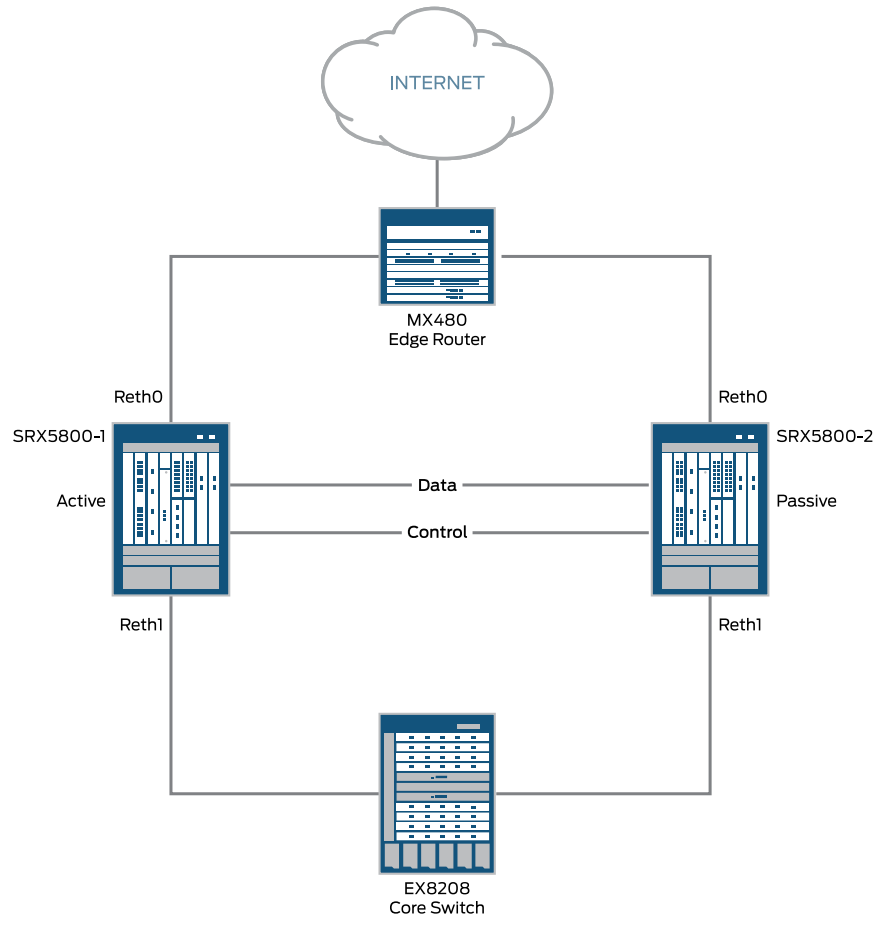 INTERNET
MX480
Edge Router
Reth0
Reth0
SRX5800-1
SRX5800-2
Data
Active
Passive
Control
Reth1
Reth1
EX8208
Core Switch